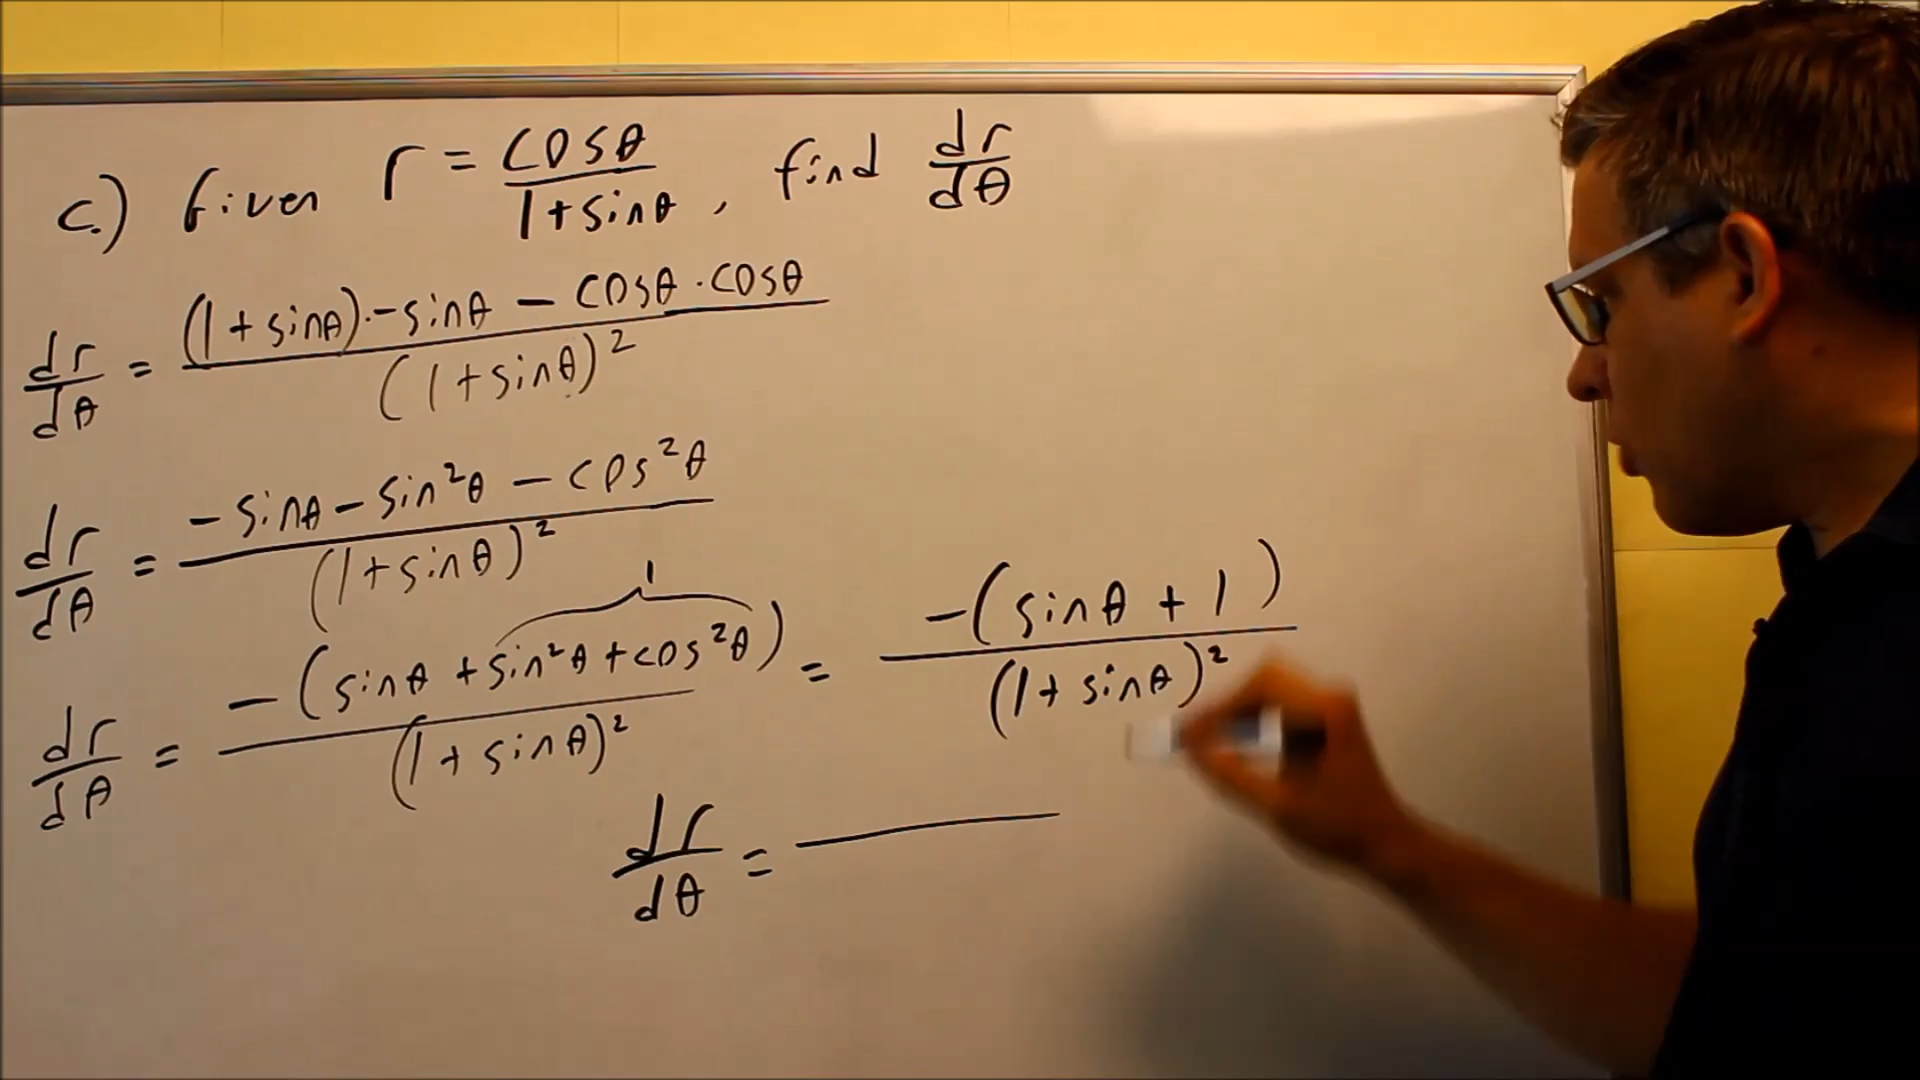 c.) Given r = cosθ / 1+sinθ , find dr/dθ
dr/dθ = (1+sinθ)·-sinθ - cosθ·cosθ / (1+sinθ)²
dr/dθ = -sinθ - sin²θ - cos²θ / (1+sinθ)²
1
dr/dθ = -(sinθ + sin²θ + cos²θ) / (1+sinθ)² = -(sinθ + 1) / (1+sinθ)²
dr/dθ =